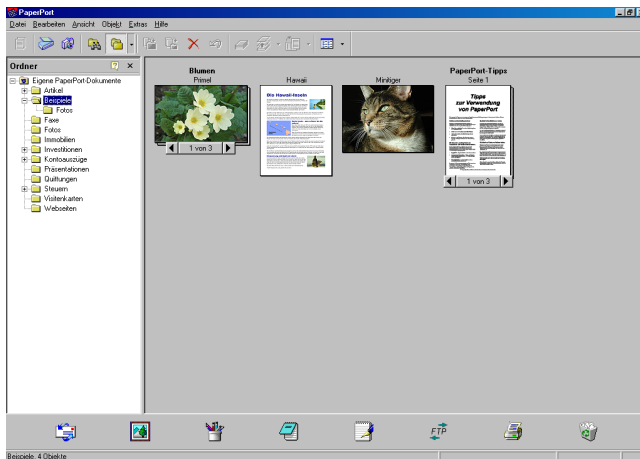 PaperPort
Datei Bearbeiten Ansicht Objekt Extras Hilfe
Ordner
Eigene PaperPort-Dokumente
Artikel
Beispiele
Fotos
Faxe
Fotos
Immobilien
Investitionen
Kontoauszüge
Präsentationen
Quittungen
Steuern
Visitenkarten
Webseiten
Blumen
Primel
1 von 3
Hawaii
Die Hawaii-Inseln
Minitiger
PaperPort-Tipps
Seite 1
Tipps
zur Verwendung
von PaperPort
1 von 3
FTP
Beispiele, 4 Objekte